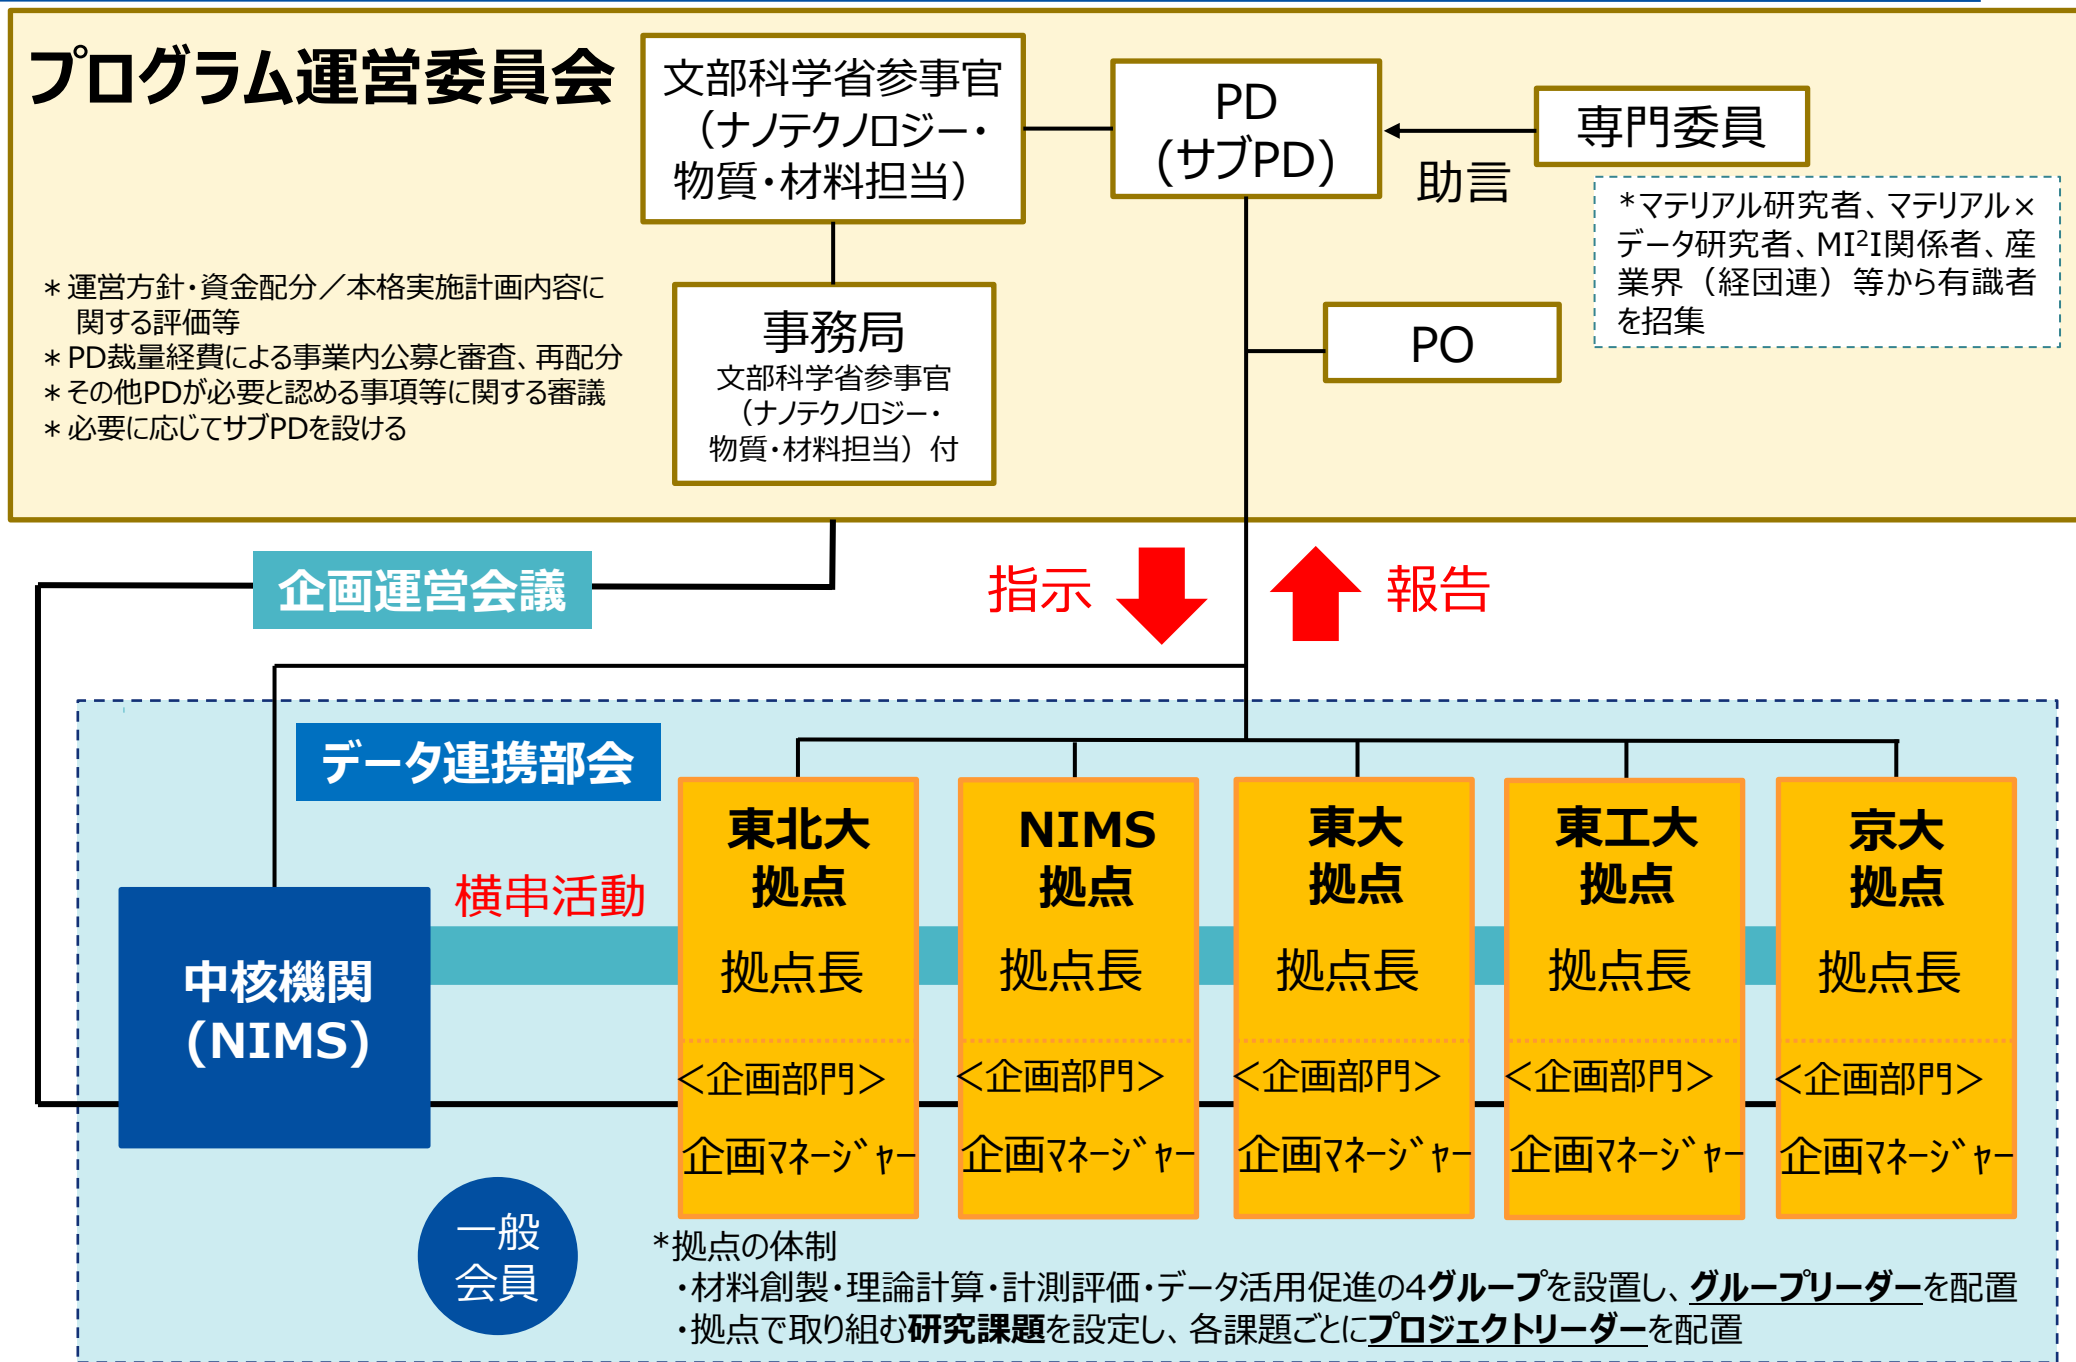 プログラム運営委員会
文部科学省参事官
（ナノテクノロジー・
物質・材料担当）
PD
(サブPD)
専門委員
助言
*マテリアル研究者、マテリアル×
データ研究者、MI²I関係者、産
業界（経団連）等から有識者
を招集
＊運営方針・資金配分／本格実施計画内容に
関する評価等
＊PD裁量経費による事業内公募と審査、再配分
＊その他PDが必要と認める事項等に関する審議
＊必要に応じてサブPDを設ける
事務局
文部科学省参事官
（ナノテクノロジー・
物質・材料担当）付
PO
企画運営会議
指示
報告
データ連携部会
横串活動
中核機関
(NIMS)
東北大
拠点
拠点長
＜企画部門＞
企画ﾏﾈｰｼﾞｬｰ
NIMS
拠点
拠点長
＜企画部門＞
企画ﾏﾈｰｼﾞｬｰ
東大
拠点
拠点長
＜企画部門＞
企画ﾏﾈｰｼﾞｬｰ
東工大
拠点
拠点長
＜企画部門＞
企画ﾏﾈｰｼﾞｬｰ
京大
拠点
拠点長
＜企画部門＞
企画ﾏﾈｰｼﾞｬｰ
一般
会員
*拠点の体制
・材料創製・理論計算・計測評価・データ活用促進の4グループを設置し、グループリーダーを配置
・拠点で取り組む研究課題を設定し、各課題ごとにプロジェクトリーダーを配置